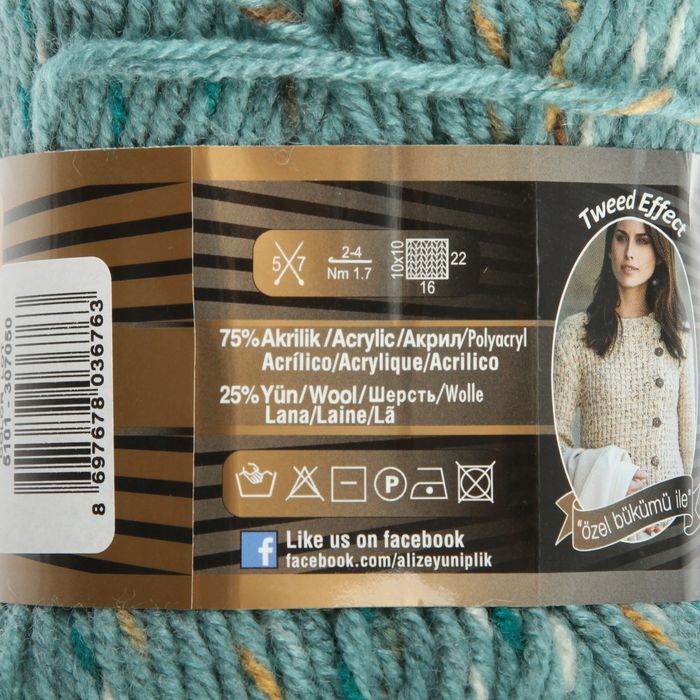 Tweed Effect
5 7
2-4
Nm 1.7
10x10
22
16
75% Akrilik/Acrylic/Акрил/Polyacryl
Acrílico/Acrylique/Acrilico
25% Yün/Wool/Шерсть/Wolle
Lana/Laine/Lã
P
f Like us on facebook
facebook.com/alizeyuniplik
"özel bükümü ile"
5101 307050
8 697678 036763